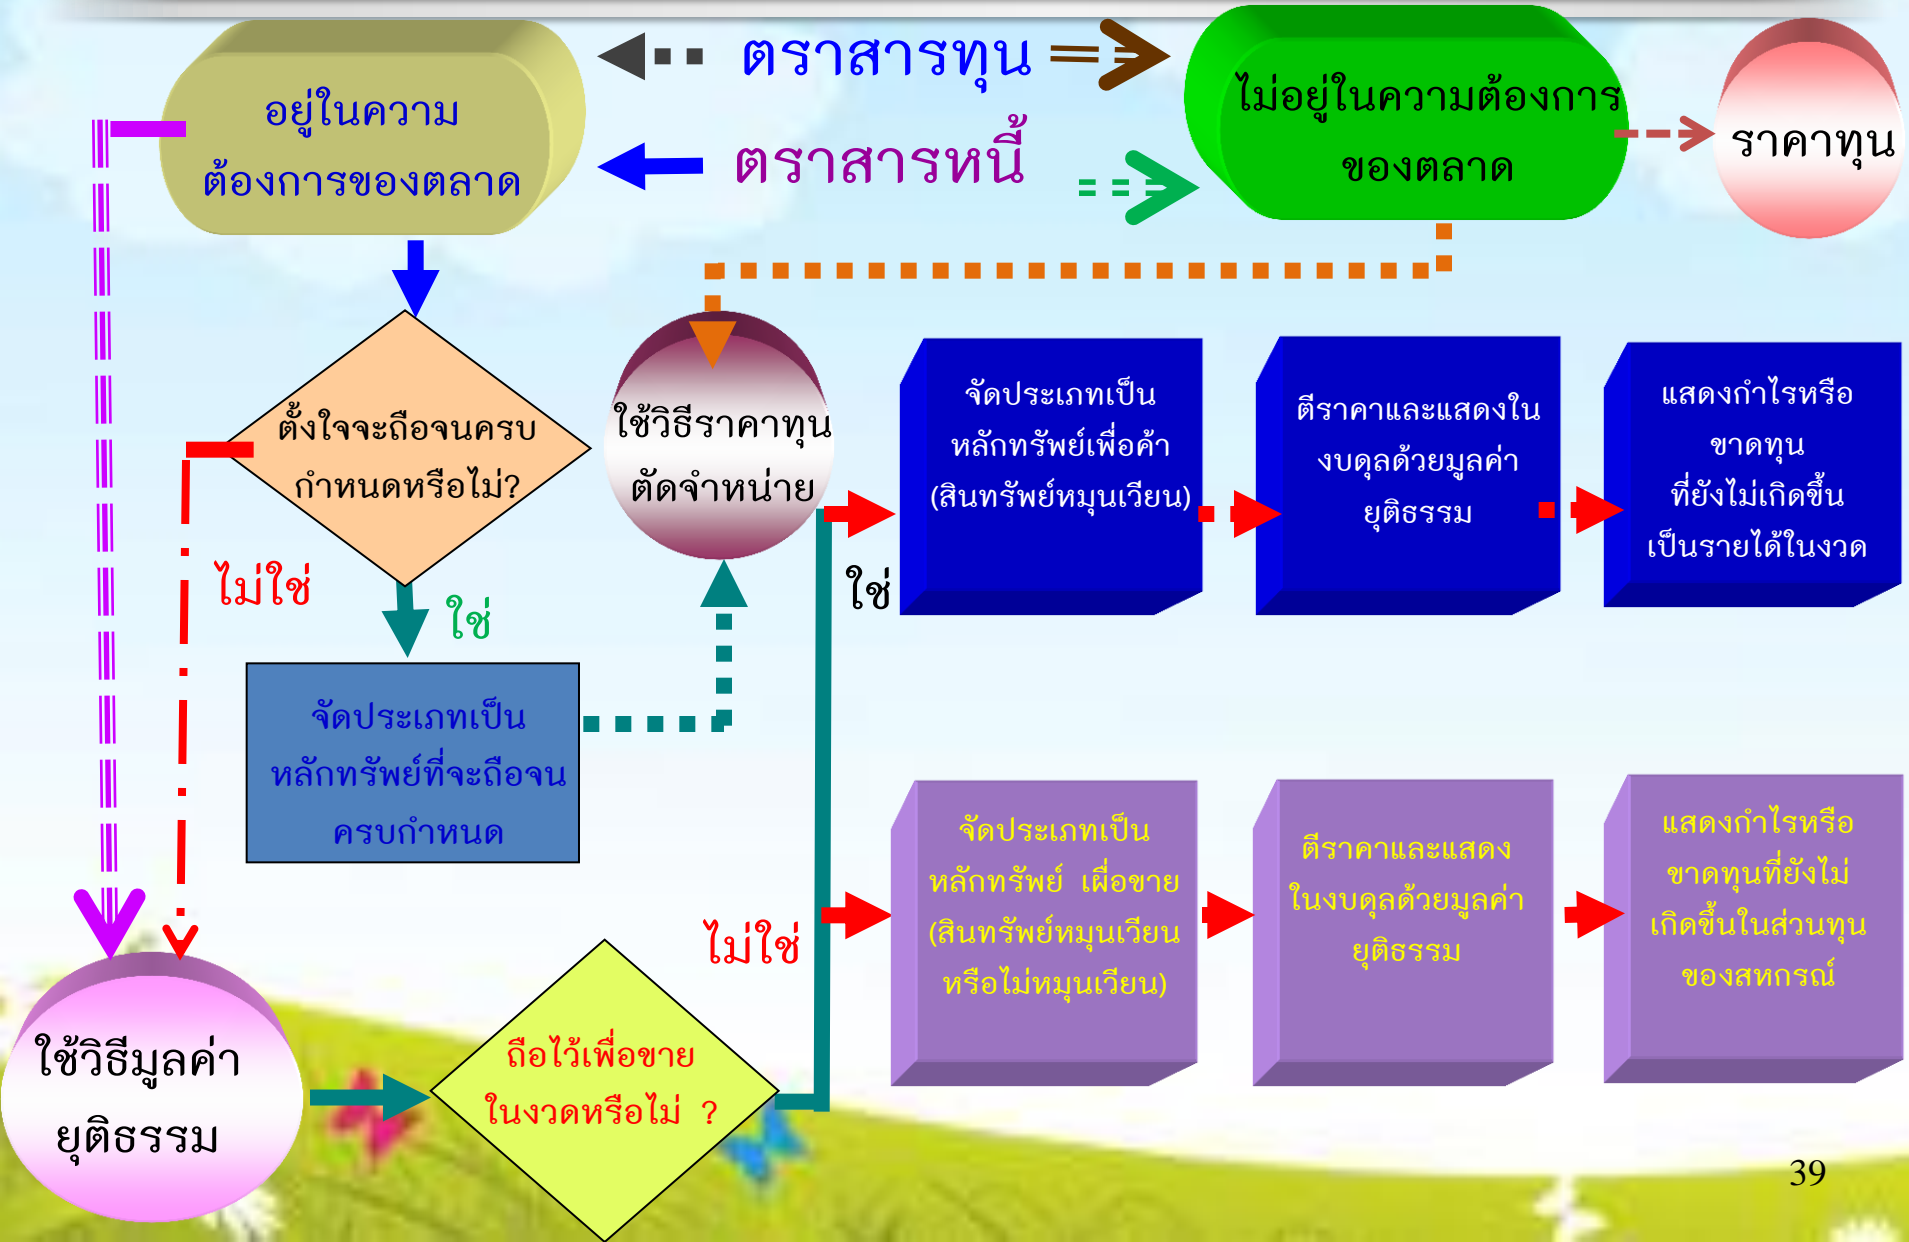 ตราสารทุน
ตราสารหนี้
อยู่ในความ
ต้องการของตลาด
ไม่อยู่ในความต้องการ
ของตลาด
ราคาทุน
ตั้งใจจะถือจนครบ
กำหนดหรือไม่?
ใช้วิธีราคาทุน
ตัดจำหน่าย
จัดประเภทเป็น
หลักทรัพย์เพื่อค้า
(สินทรัพย์หมุนเวียน)
ตีราคาและแสดงใน
งบดุลด้วยมูลค่า
ยุติธรรม
แสดงกำไรหรือ
ขาดทุน
ที่ยังไม่เกิดขึ้น
เป็นรายได้ในงวด
ไม่ใช่
ใช่
ใช่
จัดประเภทเป็น
หลักทรัพย์ที่จะถือจน
ครบกำหนด
จัดประเภทเป็น
หลักทรัพย์ เผื่อขาย
(สินทรัพย์หมุนเวียน
หรือไม่หมุนเวียน)
ตีราคาและแสดง
ในงบดุลด้วยมูลค่า
ยุติธรรม
แสดงกำไรหรือ
ขาดทุนที่ยังไม่
เกิดขึ้นในส่วนทุน
ของสหกรณ์
ไม่ใช่
ใช้วิธีมูลค่า
ยุติธรรม
ถือไว้เพื่อขาย
ในงวดหรือไม่ ?
39